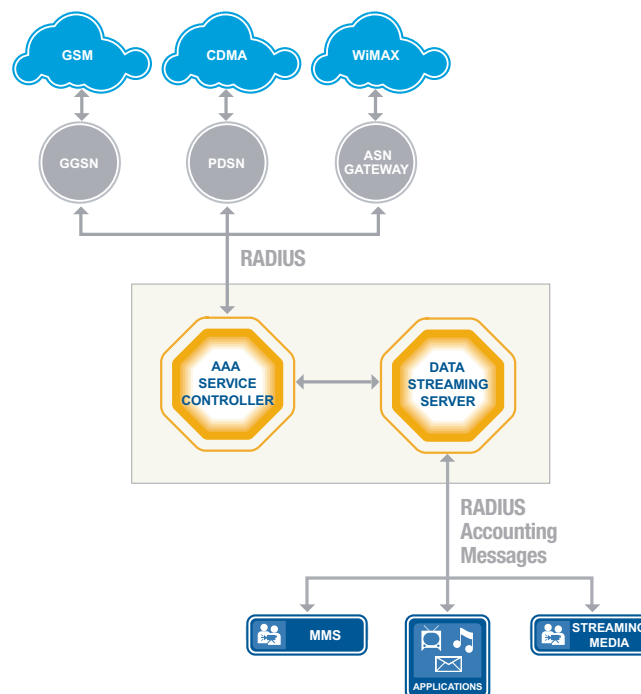 GSM
CDMA
WiMAX
GGSN
PDSN
ASN
GATEWAY
RADIUS
AAA
SERVICE
CONTROLLER
DATA
STREAMING
SERVER
RADIUS
Accounting
Messages
MMS
APPLICATIONS
STREAMING
MEDIA